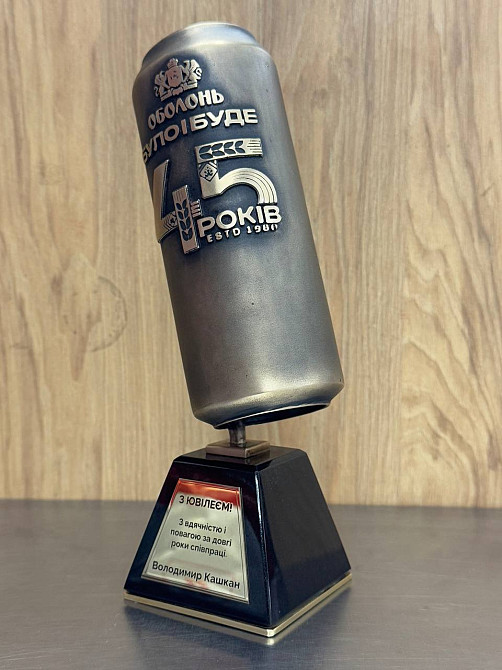 ОБОЛОНЬ
БУЛО І БУДЕ
45
РОКІВ
ESTD 1980
З ЮВІЛЕЄМ!
З вдячністю і
повагою за довгі
роки співпраці.
Володимир Кашкан